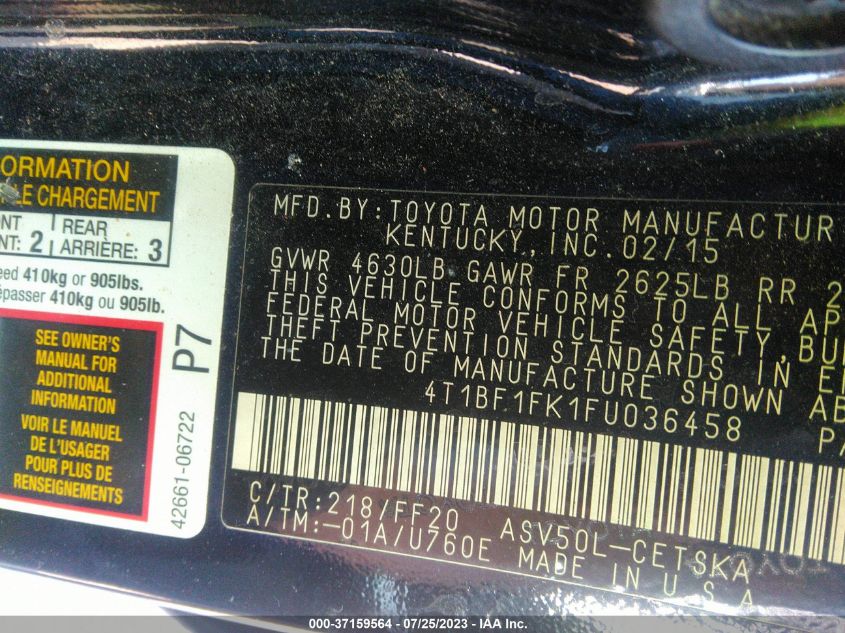 ORMATION
LE CHARGEMENT
ONT
NT: 2
REAR
ARRIÈRE: 3
eed 410kg or 905lbs.
épasser 410kg ou 905lb.
SEE OWNER'S
MANUAL FOR
ADDITIONAL
INFORMATION
VOIR LE MANUEL
DE L'USAGER
POUR PLUS DE
RENSEIGNEMENTS
P7
42661-06722
MFD.BY:TOYOTA MOTOR MANUFACTUR
KENTUCKY,INC.02/15
GVWR 4630LB GAWR FR 2625LB RR 2
THIS VEHICLE CONFORMS TO ALL AP
FEDERAL MOTOR VEHICLE SAFETY,BU
THEFT PREVENTION STANDARDS IN E
THE DATE OF MANUFACTURE SHOWN AB
4T1BF1FK1FU036458
C/TR:218/FF20 ASV50L-CETSKA
A/TM:-01A/U760E MADE IN U S A
000-37159564 - 07/25/2023 - IAA Inc.